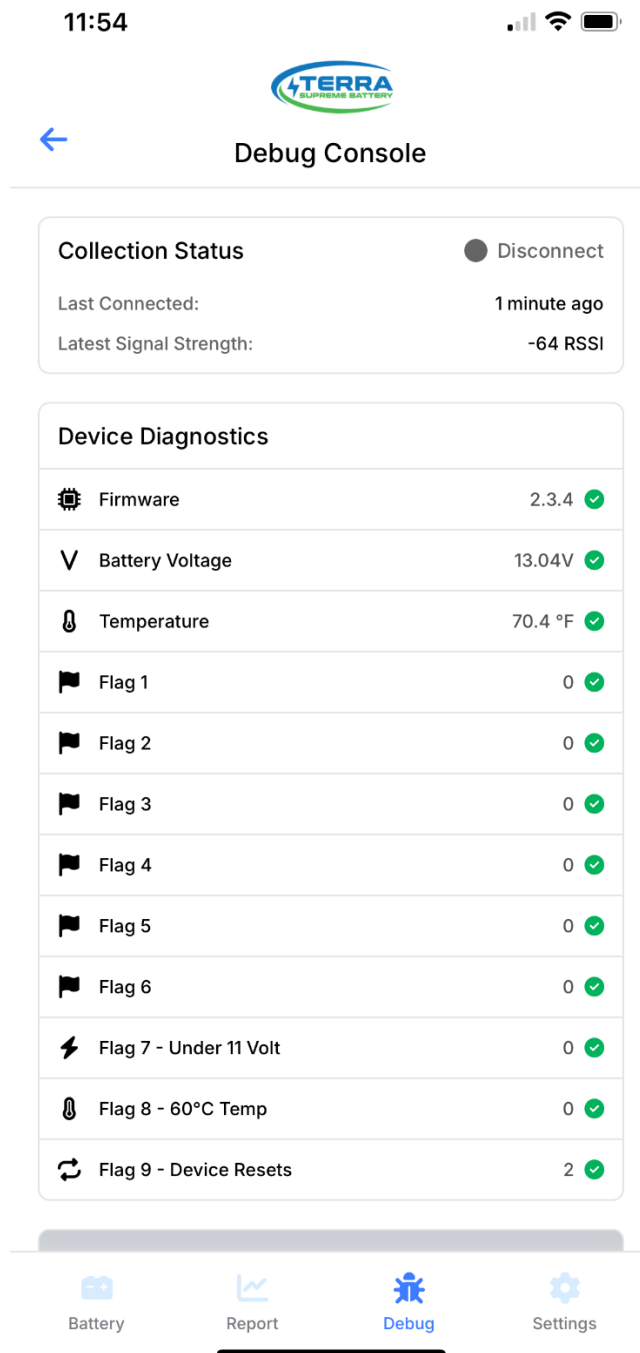 11:54
TERRA
SUPREME BATTERY
Debug Console
Collection Status Disconnect
Last Connected: 1 minute ago
Latest Signal Strength: -64 RSSI
Device Diagnostics
Firmware 2.3.4
V Battery Voltage 13.04V
Temperature 70.4 °F
Flag 1 0
Flag 2 0
Flag 3 0
Flag 4 0
Flag 5 0
Flag 6 0
Flag 7 - Under 11 Volt 0
Flag 8 - 60°C Temp 0
Flag 9 - Device Resets 2
Battery Report Debug Settings